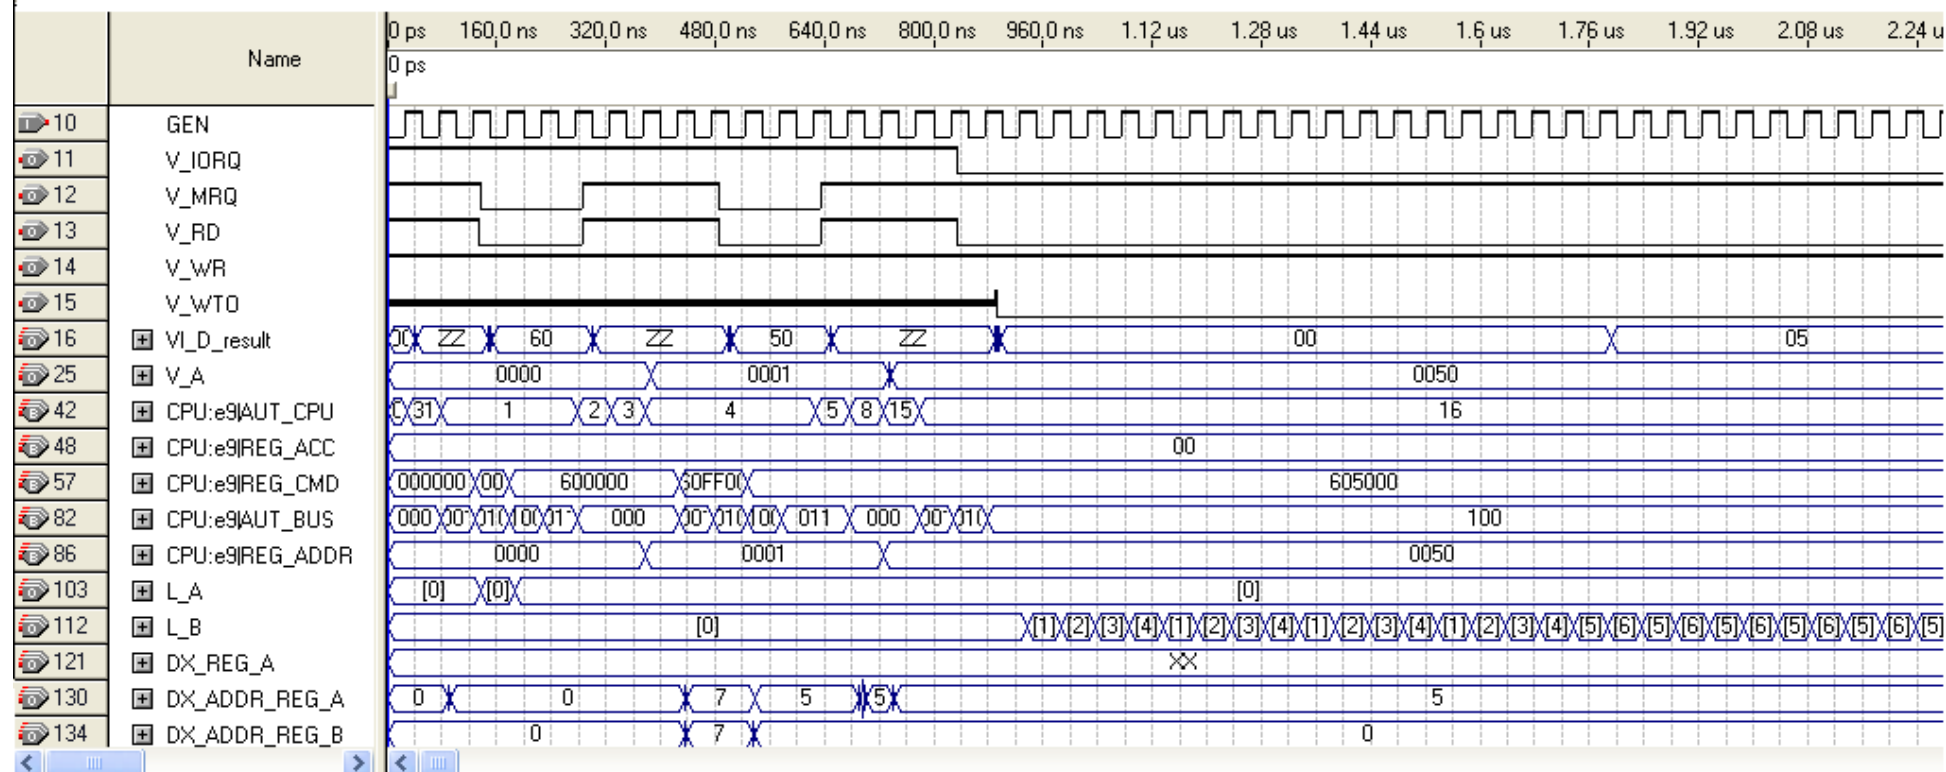 0 ps 160.0 ns 320.0 ns 480.0 ns 640.0 ns 800.0 ns 960.0 ns 1.12 us 1.28 us 1.44 us 1.6 us 1.76 us 1.92 us 2.08 us 2.24 u
Name
0 ps
10 GEN
11 V_IORQ
12 V_MRQ
13 V_RD
14 V_WR
15 V_WTO
16 VI_D_result ZZ 60 ZZ 50 ZZ 00 05
25 V_A 0000 0001 0050
42 CPU:e9|AUT_CPU 31 1 2 3 4 5 8 15 16
48 CPU:e9|REG_ACC 00
57 CPU:e9|REG_CMD 000000 00 600000 60FF00 605000
82 CPU:e9|AUT_BUS 000 000 011 000 100
86 CPU:e9|REG_ADDR 0000 0001 0050
103 L_A [0] [0] [0]
112 L_B [0] [1] [2] [3] [4] [1] [2] [3] [4] [1] [2] [3] [4] [1] [2] [3] [4] [5] [6] [5] [6] [5] [6] [5] [6] [5] [6] [5]
121 DX_REG_A XX
130 DX_ADDR_REG_A 0 0 7 5 5 5
134 DX_ADDR_REG_B 0 7 0